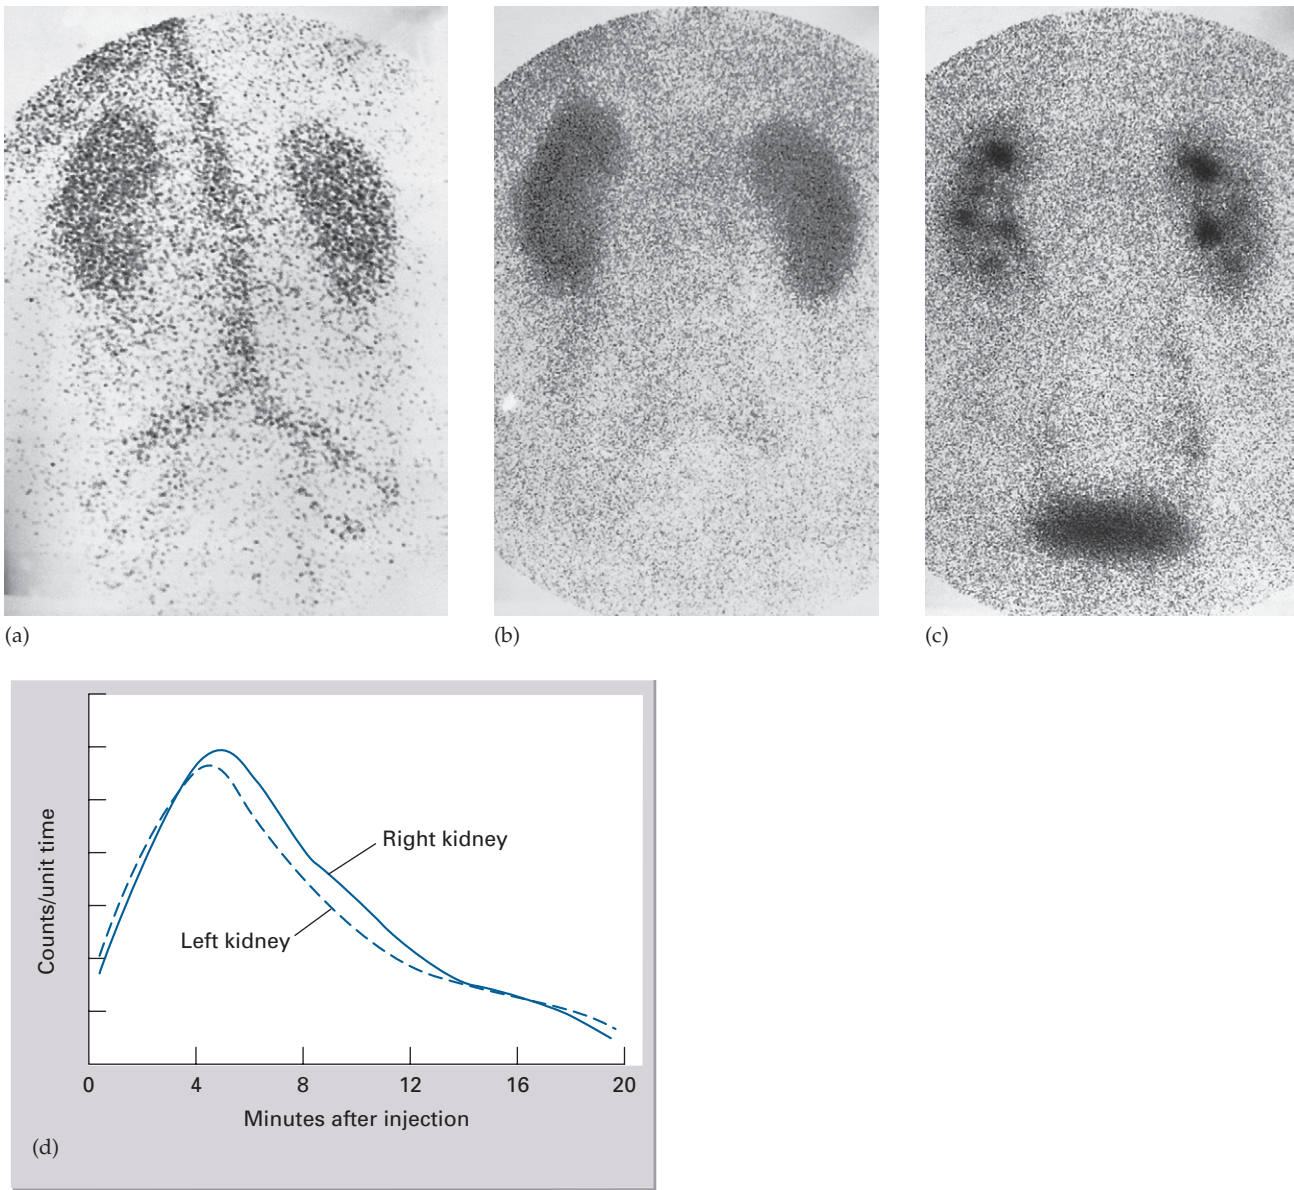 (a)
(b)
(c)
Counts/unit time
Right kidney
Left kidney
0 4 8 12 16 20
Minutes after injection
(d)